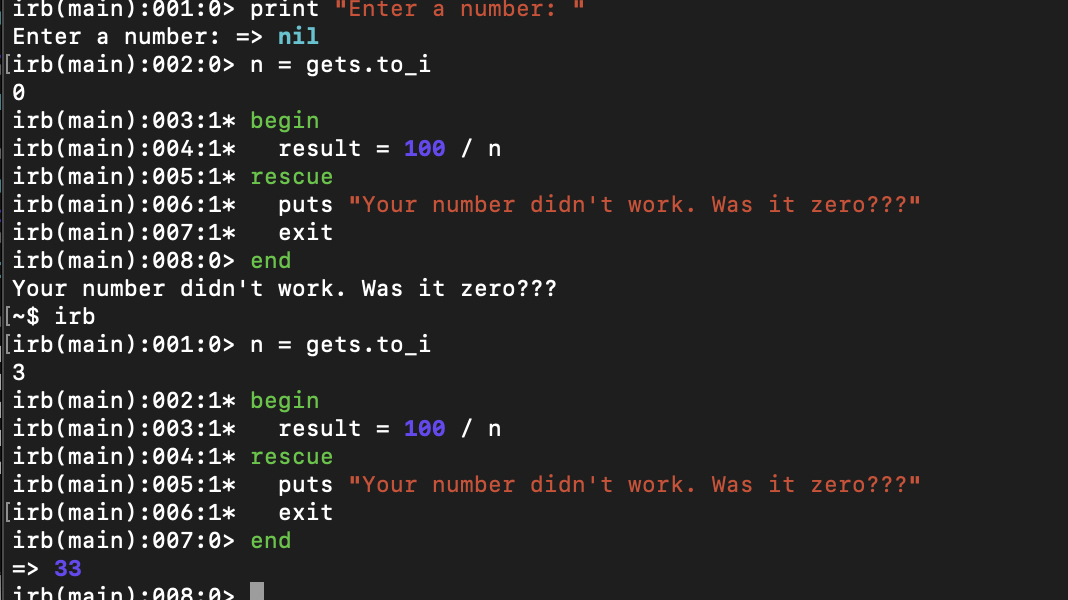 irb(main):001:0> print "Enter a number: "
Enter a number: => nil
irb(main):002:0> n = gets.to_i
0
irb(main):003:1* begin
irb(main):004:1*   result = 100 / n
irb(main):005:1* rescue
irb(main):006:1*   puts "Your number didn't work. Was it zero???"
irb(main):007:1*   exit
irb(main):008:0> end
Your number didn't work. Was it zero???
~$ irb
irb(main):001:0> n = gets.to_i
3
irb(main):002:1* begin
irb(main):003:1*   result = 100 / n
irb(main):004:1* rescue
irb(main):005:1*   puts "Your number didn't work. Was it zero???"
irb(main):006:1*   exit
irb(main):007:0> end
=> 33
irb(main):008:0>